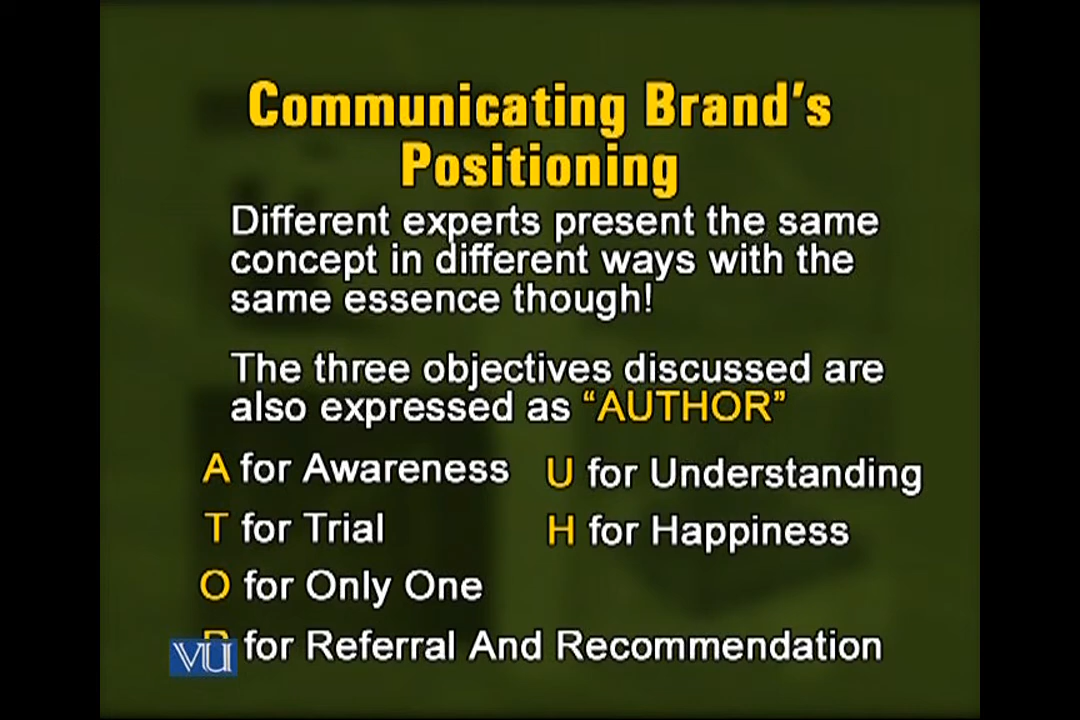 Communicating Brand's
Positioning
Different experts present the same
concept in different ways with the
same essence though!
The three objectives discussed are
also expressed as “AUTHOR”
A for Awareness U for Understanding
T for Trial H for Happiness
O for Only One
R for Referral And Recommendation
VU